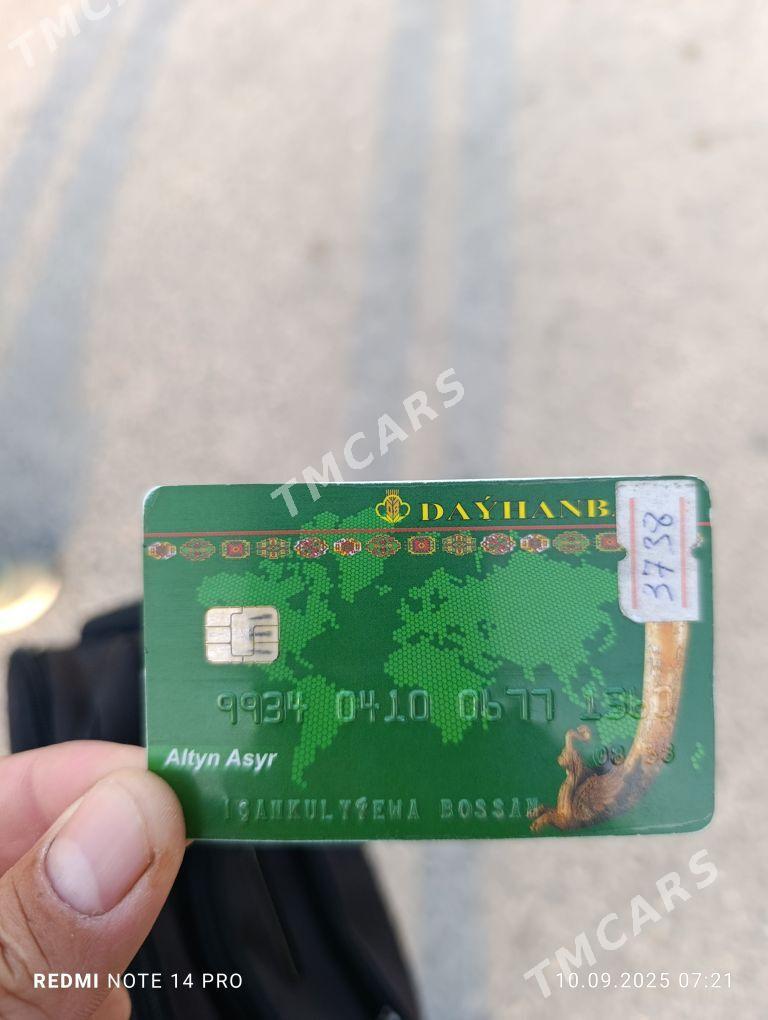 TMCARS
TMCARS
DAÝHANB
3738
9934 0410 0677
Altyn Asyr
BOSSAN
TMCARS
REDMI NOTE 14 PRO
10.09.2025 07:21